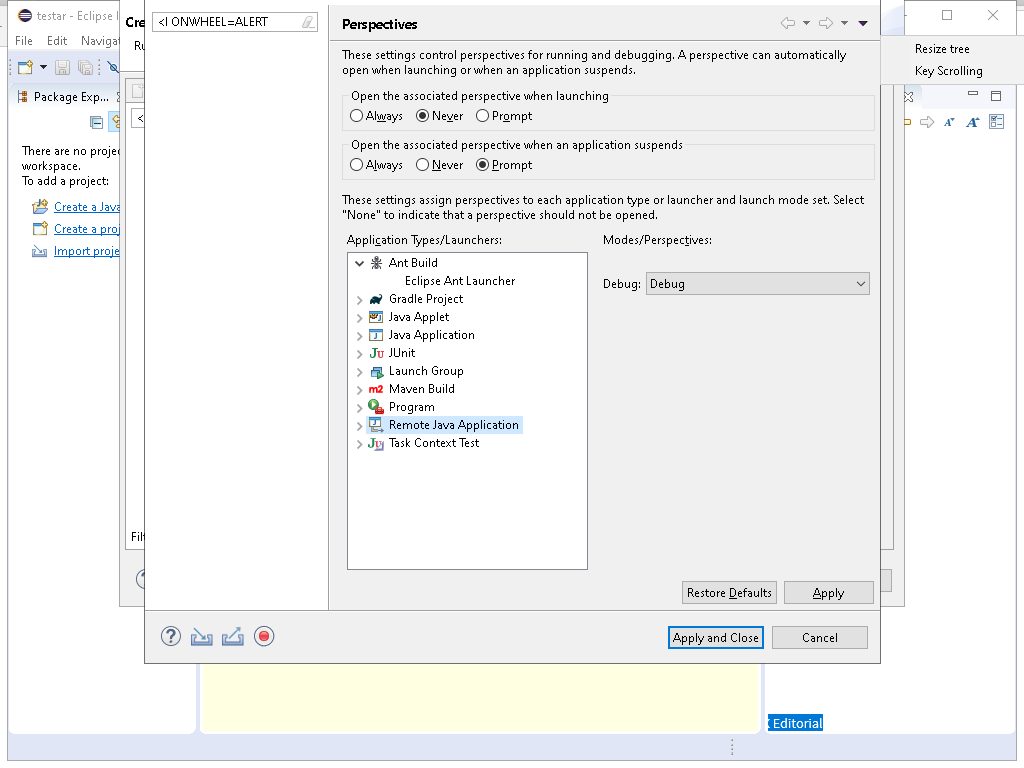 testar - Eclipse I
File Edit Naviga
Package Exp...
There are no proje
workspace.
To add a project:
Create a Java
Create a proj
Import proje
Cre
Ru
<
Filt
<I ONWHEEL=ALERT
Perspectives
These settings control perspectives for running and debugging. A perspective can automatically
open when launching or when an application suspends.
Open the associated perspective when launching
Always Never Prompt
Open the associated perspective when an application suspends
Always Never Prompt
These settings assign perspectives to each application type or launcher and launch mode set. Select
"None" to indicate that a perspective should not be opened.
Application Types/Launchers:
Modes/Perspectives:
Ant Build
Eclipse Ant Launcher
Gradle Project
Java Applet
Java Application
JUnit
Launch Group
Maven Build
Program
Remote Java Application
Task Context Test
Debug: Debug
Restore Defaults Apply
Apply and Close Cancel
Resize tree
Key Scrolling
Editorial